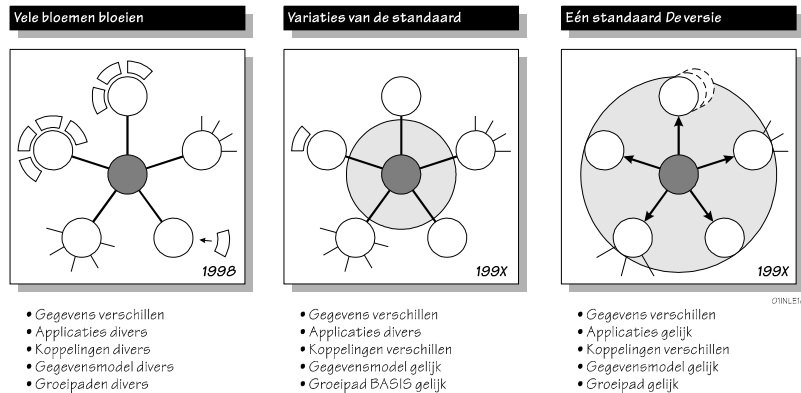 Vele bloemen bloeien
1998
• Gegevens verschillen
• Applicaties divers
• Koppelingen divers
• Gegevensmodel divers
• Groeipaden divers
Variaties van de standaard
199X
• Gegevens verschillen
• Applicaties divers
• Koppelingen verschillen
• Gegevensmodel gelijk
• Groeipad BASIS gelijk
Eén standaard De versie
199X
• Gegevens verschillen
• Applicaties gelijk
• Koppelingen verschillen
• Gegevensmodel gelijk
• Groeipad gelijk